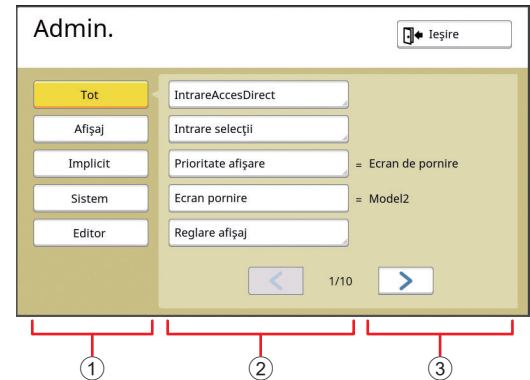 Admin.
Ieşire
Tot
IntrareAccesDirect
Afişaj
Intrare selecţii
Implicit
Prioritate afişare = Ecran de pornire
Sistem
Ecran pornire = Model2
Editor
Reglare afişaj
< 1/10 >
1 2 3